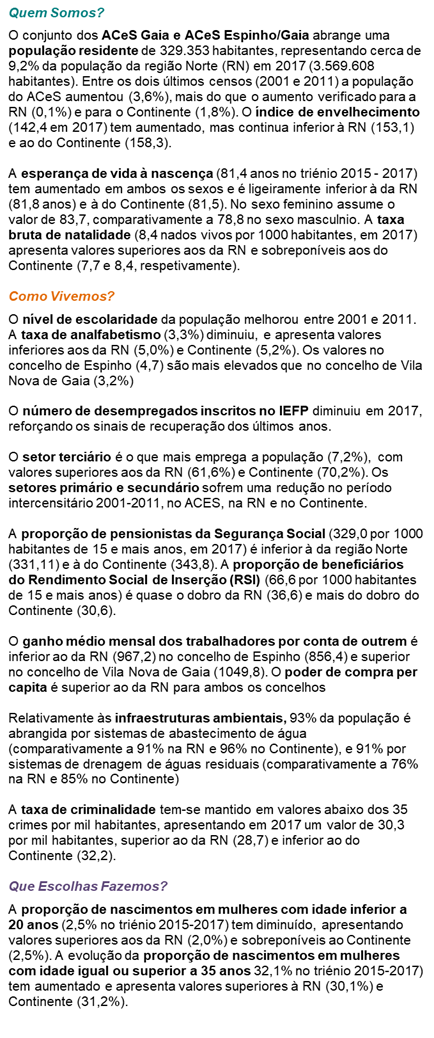 Quem Somos?
O conjunto dos ACeS Gaia e ACeS Espinho/Gaia abrange uma
população residente de 329.353 habitantes, representando cerca de
9,2% da população da região Norte (RN) em 2017 (3.569.608
habitantes). Entre os dois últimos censos (2001 e 2011) a população
do ACeS aumentou (3,6%), mais do que o aumento verificado para a
RN (0,1%) e para o Continente (1,8%). O índice de envelhecimento
(142,4 em 2017) tem aumentado, mas continua inferior à RN (153,1)
e ao do Continente (158,3).
A esperança de vida à nascença (81,4 anos no triénio 2015 - 2017)
tem aumentado em ambos os sexos e é ligeiramente inferior à da RN
(81,8 anos) e à do Continente (81,5). No sexo feminino assume o
valor de 83,7, comparativamente a 78,8 no sexo masculnio. A taxa
bruta de natalidade (8,4 nados vivos por 1000 habitantes, em 2017)
apresenta valores superiores aos da RN e sobreponíveis aos do
Continente (7,7 e 8,4, respetivamente).
Como Vivemos?
O nível de escolaridade da população melhorou entre 2001 e 2011.
A taxa de analfabetismo (3,3%) diminuiu, e apresenta valores
inferiores aos da RN (5,0%) e Continente (5,2%). Os valores no
concelho de Espinho (4,7) são mais elevados que no concelho de Vila
Nova de Gaia (3,2%)
O número de desempregados inscritos no IEFP diminuiu em 2017,
reforçando os sinais de recuperação dos últimos anos.
O setor terciário é o que mais emprega a população (7,2%), com
valores superiores aos da RN (61,6%) e Continente (70,2%). Os
setores primário e secundário sofrem uma redução no período
intercensitário 2001-2011, no ACES, na RN e no Continente.
A proporção de pensionistas da Segurança Social (329,0 por 1000
habitantes de 15 e mais anos, em 2017) é inferior à da região Norte
(331,11) e à do Continente (343,8). A proporção de beneficiários
do Rendimento Social de Inserção (RSI) (66,6 por 1000 habitantes
de 15 e mais anos) é quase o dobro da RN (36,6) e mais do dobro do
Continente (30,6).
O ganho médio mensal dos trabalhadores por conta de outrem é
inferior ao da RN (967,2) no concelho de Espinho (856,4) e superior
no concelho de Vila Nova de Gaia (1049,8). O poder de compra per
capita é superior ao da RN para ambos os concelhos
Relativamente às infraestruturas ambientais, 93% da população é
abrangida por sistemas de abastecimento de água
(comparativamente a 91% na RN e 96% no Continente), e 91% por
sistemas de drenagem de águas residuais (comparativamente a 76%
na RN e 85% no Continente)
A taxa de criminalidade tem-se mantido em valores abaixo dos 35
crimes por mil habitantes, apresentando em 2017 um valor de 30,3
por mil habitantes, superior ao da RN (28,7) e inferior ao do
Continente (32,2).
Que Escolhas Fazemos?
A proporção de nascimentos em mulheres com idade inferior a
20 anos (2,5% no triénio 2015-2017) tem diminuído, apresentando
valores superiores aos da RN (2,0%) e sobreponíveis ao Continente
(2,5%). A evolução da proporção de nascimentos em mulheres
com idade igual ou superior a 35 anos 32,1% no triénio 2015-2017)
tem aumentado e apresenta valores superiores à RN (30,1%) e
Continente (31,2%).